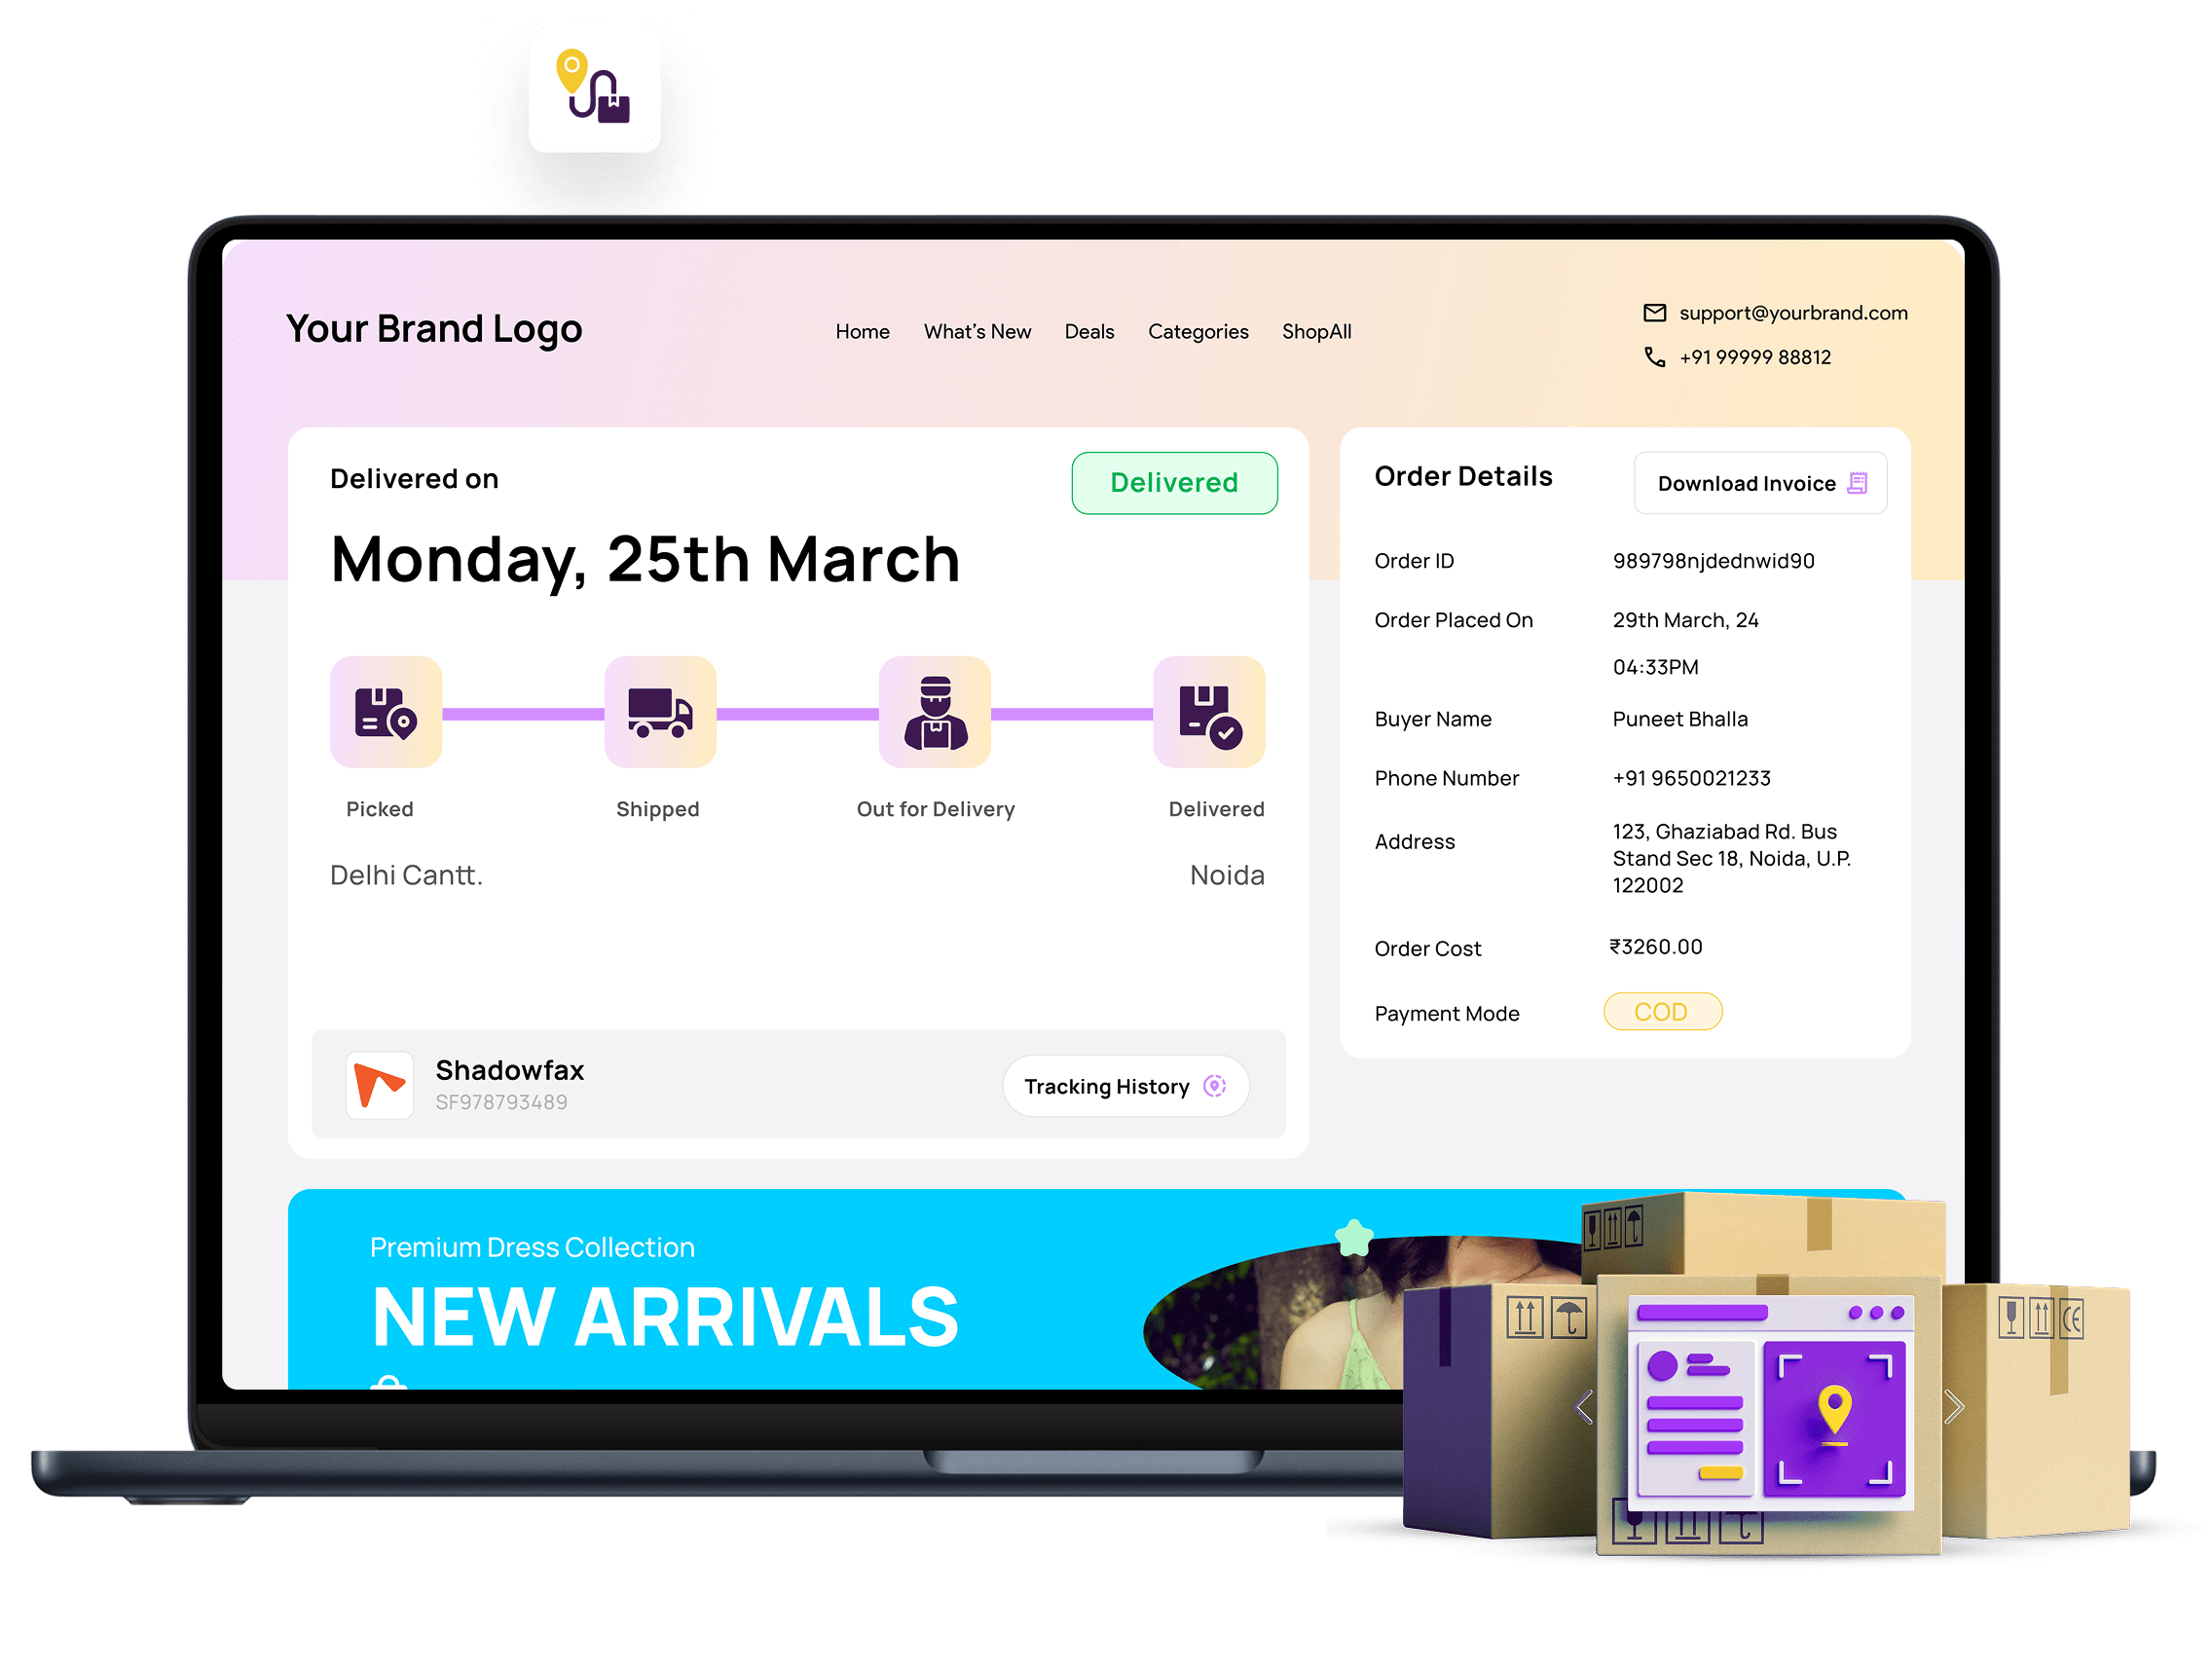 Your Brand Logo
Home
What's New
Deals
Categories
ShopAll
support@yourbrand.com
+91 99999 88812
Delivered on
Delivered
Monday, 25th March
Picked
Shipped
Out for Delivery
Delivered
Delhi Cantt.
Noida
Shadowfax
SF978793489
Tracking History
Order Details
Download Invoice
Order ID
989798njdednwid90
Order Placed On
29th March, 24
04:33PM
Buyer Name
Puneet Bhalla
Phone Number
+91 9650021233
Address
123, Ghaziabad Rd. Bus
Stand Sec 18, Noida, U.P.
122002
Order Cost
₹3260.00
Payment Mode
COD
Premium Dress Collection
NEW ARRIVALS
CE